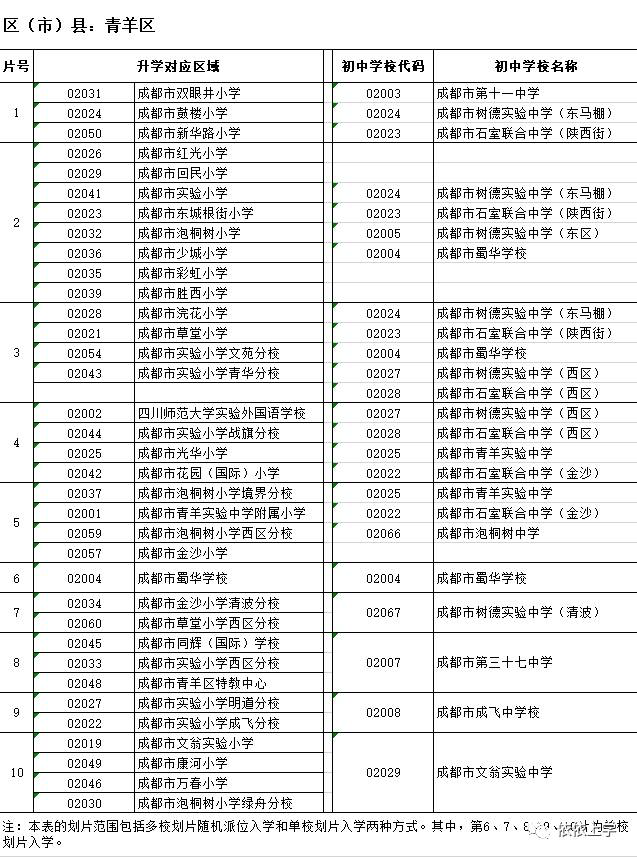 区（市）县：青羊区
片号 升学对应区域 初中学校代码 初中学校名称
1
02031 成都市双眼井小学 02003 成都市第十一中学
02024 成都市鼓楼小学 02024 成都市树德实验中学（东马棚）
02050 成都市新华路小学 02023 成都市石室联合中学（陕西街）
2
02026 成都市红光小学
02029 成都市回民小学
02041 成都市实验小学 02024 成都市树德实验中学（东马棚）
02023 成都市东城根街小学 02023 成都市石室联合中学（陕西街）
02032 成都市泡桐树小学 02005 成都市树德实验中学（东区）
02036 成都市少城小学 02004 成都市蜀华学校
02035 成都市彩虹小学
02039 成都市胜西小学
3
02028 成都市浣花小学 02024 成都市树德实验中学（东马棚）
02021 成都市草堂小学 02023 成都市石室联合中学（陕西街）
02054 成都市实验小学文苑分校 02004 成都市蜀华学校
02043 成都市实验小学青华分校 02027 成都市树德实验中学（西区）
02028 成都市石室联合中学（西区）
4
02002 四川师范大学实验外国语学校 02027 成都市树德实验中学（西区）
02044 成都市实验小学战旗分校 02028 成都市石室联合中学（西区）
02025 成都市光华小学 02025 成都市青羊实验中学
02042 成都市花园（国际）小学 02022 成都市石室联合中学（金沙）
5
02037 成都市泡桐树小学境界分校 02025 成都市青羊实验中学
02001 成都市青羊实验中学附属小学 02022 成都市石室联合中学（金沙）
02059 成都市泡桐树小学西区分校 02066 成都市泡桐树中学
02057 成都市金沙小学
6 02004 成都市蜀华学校 02004 成都市蜀华学校
7
02034 成都市金沙小学清波分校
02067 成都市树德实验中学（清波）
02060 成都市草堂小学西区分校
02045 成都市同辉（国际）学校
8 02033 成都市实验小学西区分校 02007 成都市第三十七中学
02048 成都市青羊区特教中心
9
02027 成都市实验小学明道分校
02008 成都市成飞中学校
02022 成都市实验小学成飞分校
02019 成都市文翁实验小学
02049 成都市康河小学
10 02029 成都市文翁实验中学
02046 成都市万春小学
02030 成都市泡桐树小学绿舟分校
注：本表的划片范围包括多校划片随机派位入学和单校划片入学两种方式。其中，第6、7、8、9、
划片入学。